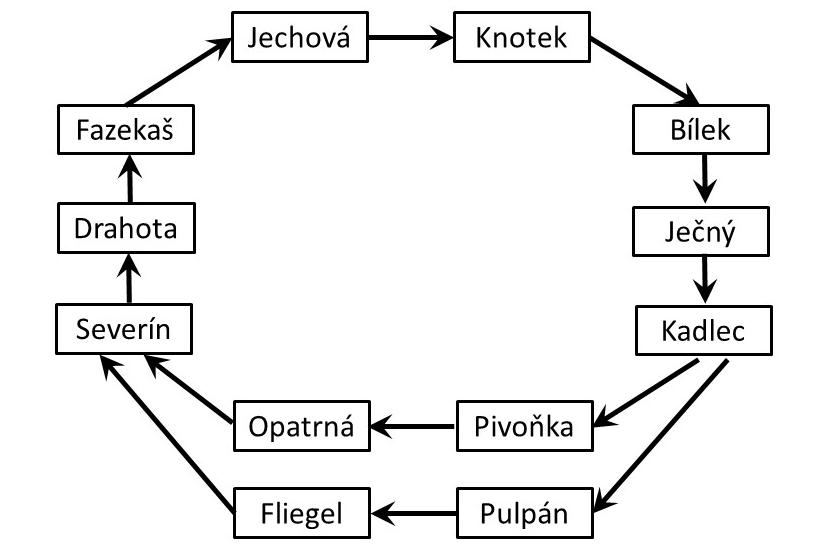 Jechová
Knotek
Fazekaš
Bílek
Drahota
Ječný
Severín
Kadlec
Opatrná
Pivoňka
Fliegel
Pulpán